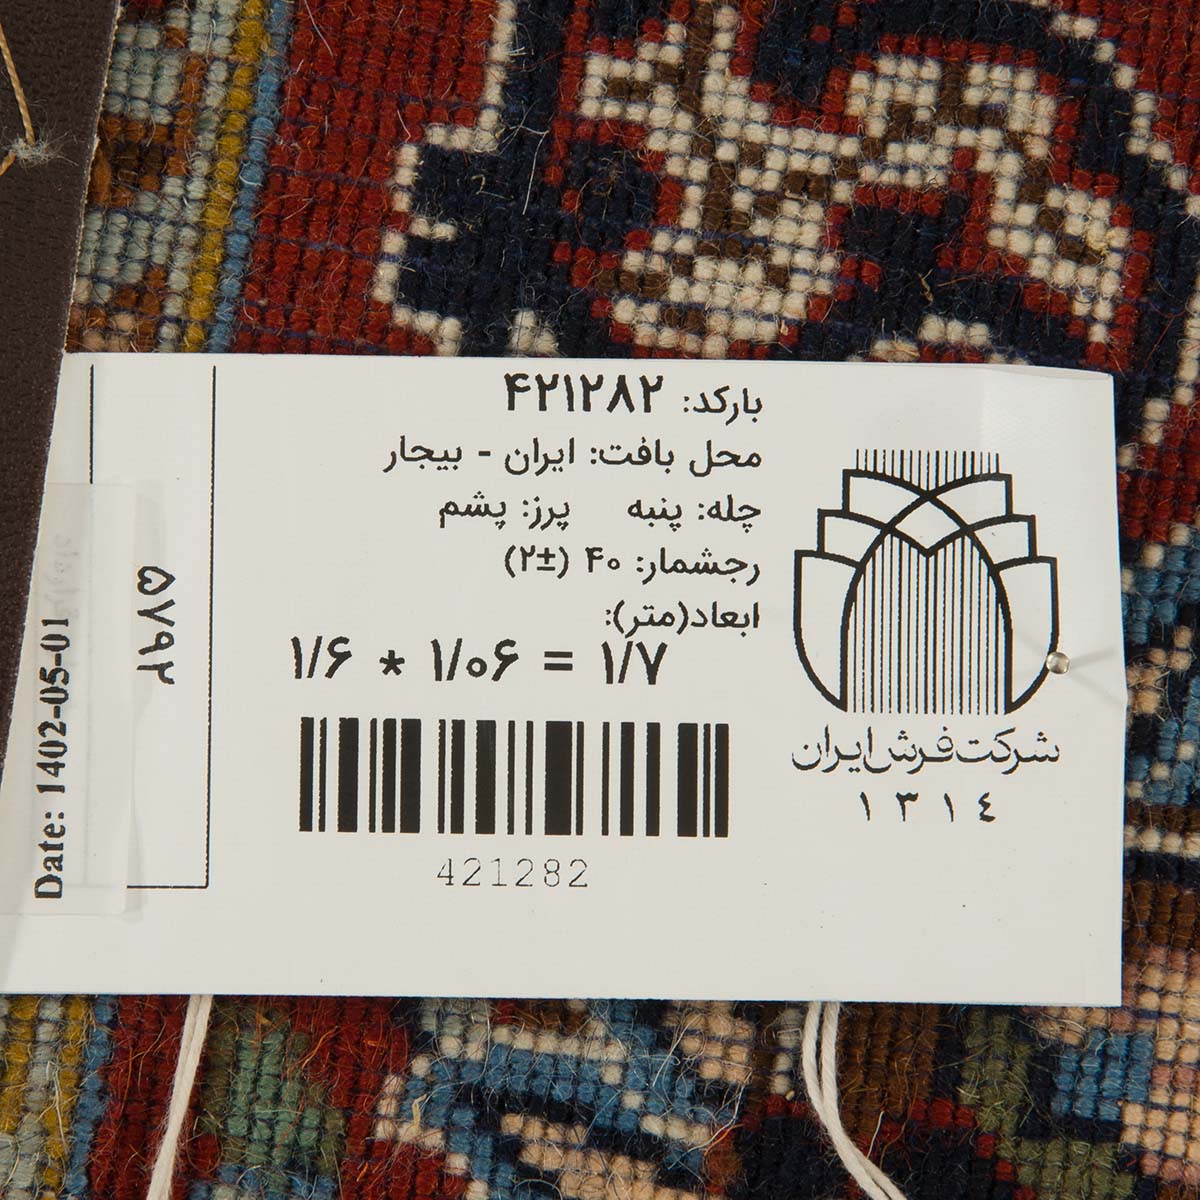 بارکد: ۴۲۱۲۸۲
محل بافت: ایران - بیجار
چله: پنبه پرز: پشم
رجشمار: ۴۰ (±۲)
ابعاد(متر):
۱/۶ * ۱/۰۶ = ۱/۷
421282
شرکت فرش ایران
۱۳۱۴
۵۷۹۲
Date: 1402-05-01